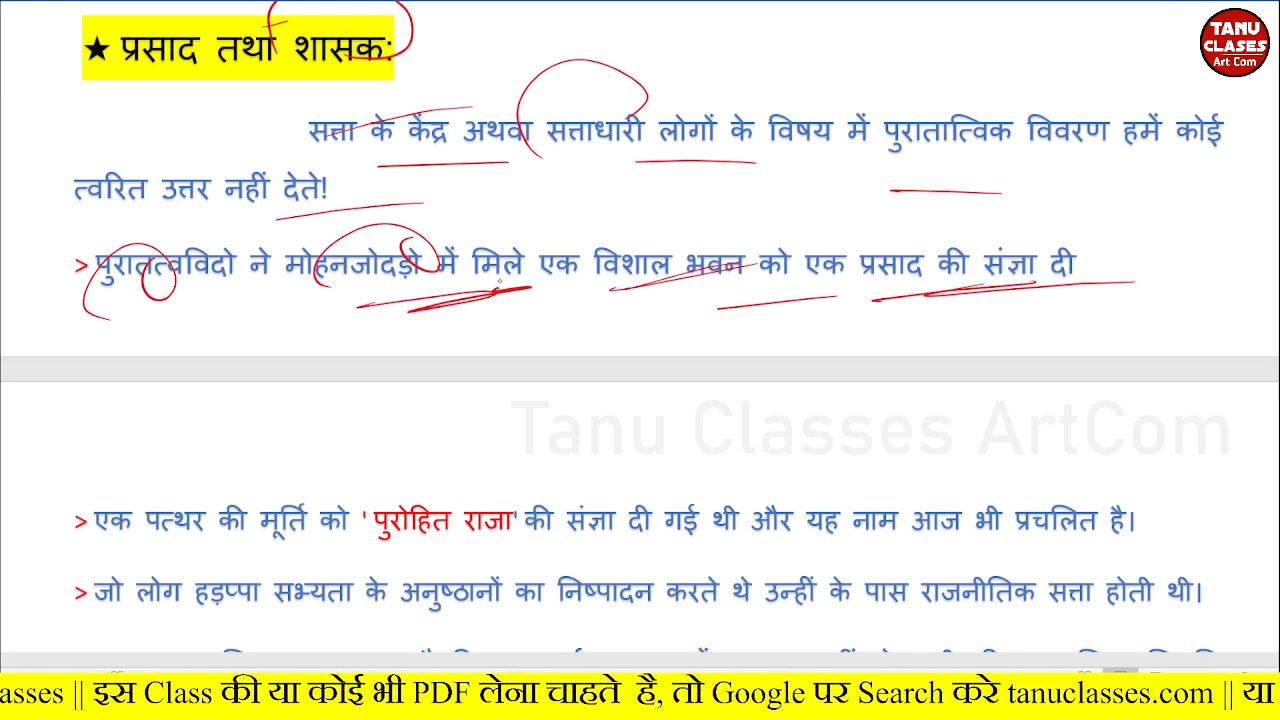 ★ प्रसाद तथा शासक:
TANU
CLASES
Art Com
सत्ता के केंद्र अथवा सत्ताधारी लोगों के विषय में पुरातात्विक विवरण हमें कोई
त्वरित उत्तर नहीं देते!
> पुरातत्वविदो ने मोहनजोदड़ो में मिले एक विशाल भवन को एक प्रसाद की संज्ञा दी
Tanu Classes ArtCom
> एक पत्थर की मूर्ति को ' पुरोहित राजा' की संज्ञा दी गई थी और यह नाम आज भी प्रचलित है।
> जो लोग हड़प्पा सभ्यता के अनुष्ठानों का निष्पादन करते थे उन्हीं के पास राजनीतिक सत्ता होती थी।
lasses || इस Class की या कोई भी PDF लेना चाहते है, तो Google पर Search करे tanuclasses.com || या